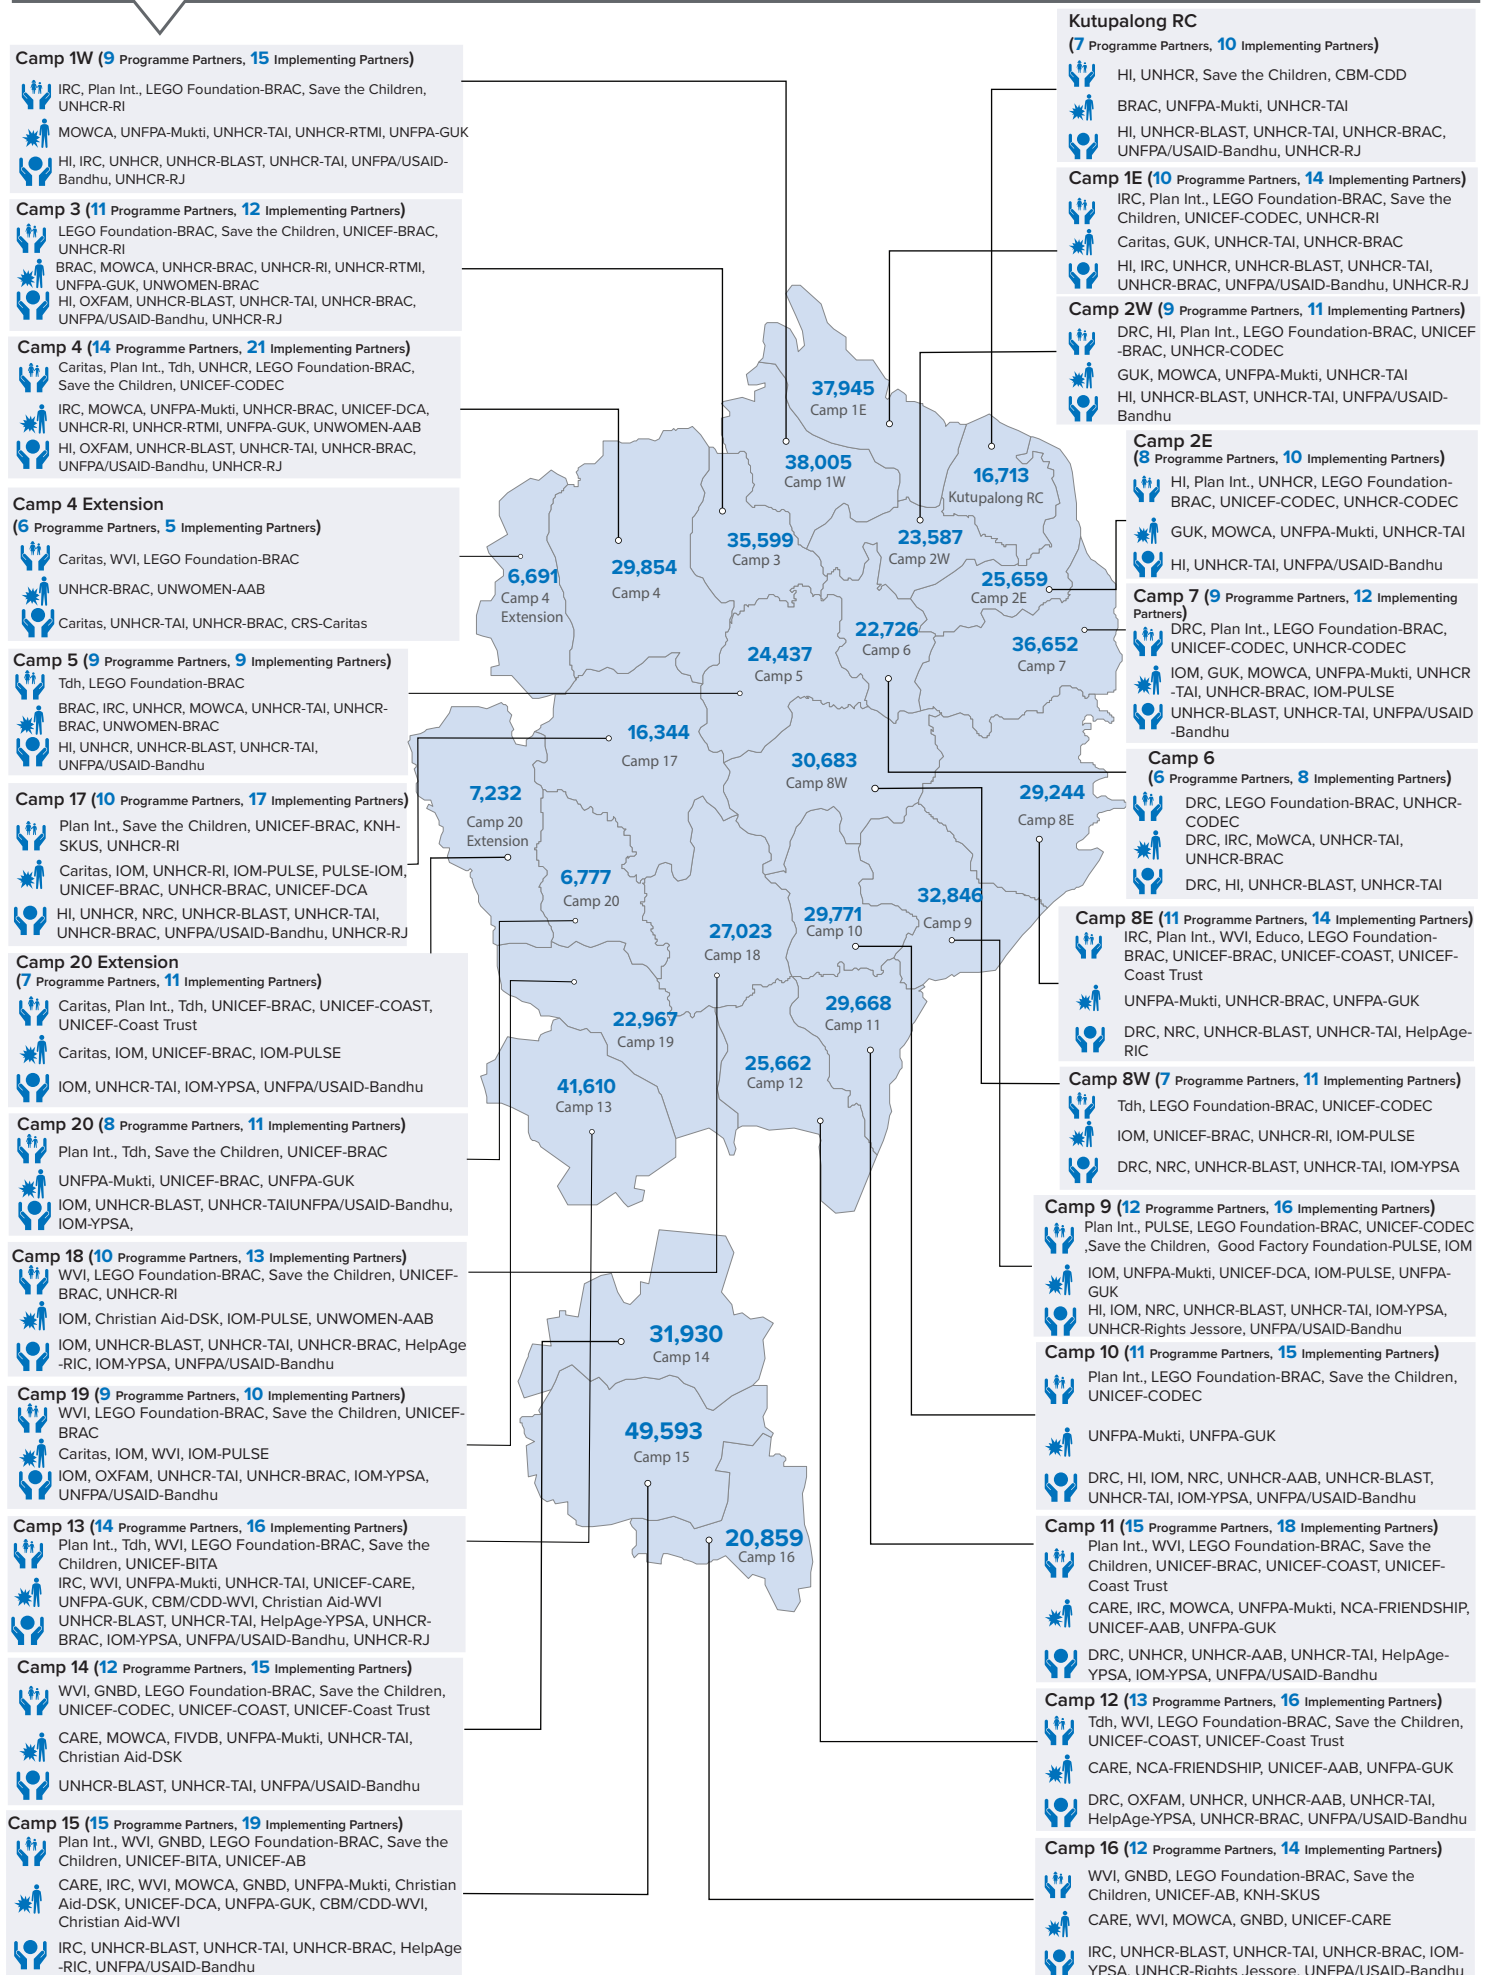 Camp 1W (9 Programme Partners, 15 Implementing Partners)
IRC, Plan Int., LEGO Foundation-BRAC, Save the Children,
UNHCR-RI
MOWCA, UNFPA-Mukti, UNHCR-TAI, UNHCR-RTMI, UNFPA-GUK
HI, IRC, UNHCR, UNHCR-BLAST, UNHCR-TAI, UNFPA/USAID-
Bandhu, UNHCR-RJ
Camp 3 (11 Programme Partners, 12 Implementing Partners)
LEGO Foundation-BRAC, Save the Children, UNICEF-BRAC,
UNHCR-RI
BRAC, MOWCA, UNHCR-BRAC, UNHCR-RI, UNHCR-RTMI,
UNFPA-GUK, UNWOMEN-BRAC
HI, OXFAM, UNHCR-BLAST, UNHCR-TAI, UNHCR-BRAC,
UNFPA/USAID-Bandhu, UNHCR-RJ
Camp 4 (14 Programme Partners, 21 Implementing Partners)
Caritas, Plan Int., Tdh, UNHCR, LEGO Foundation-BRAC,
Save the Children, UNICEF-CODEC
IRC, MOWCA, UNFPA-Mukti, UNHCR-BRAC, UNICEF-DCA,
UNHCR-RI, UNHCR-RTMI, UNFPA-GUK, UNWOMEN-AAB
HI, OXFAM, UNHCR-BLAST, UNHCR-TAI, UNHCR-BRAC,
UNFPA/USAID-Bandhu, UNHCR-RJ
Camp 4 Extension
(6 Programme Partners, 5 Implementing Partners)
Caritas, WVI, LEGO Foundation-BRAC
UNHCR-BRAC, UNWOMEN-AAB
Caritas, UNHCR-TAI, UNHCR-BRAC, CRS-Caritas
Camp 5 (9 Programme Partners, 9 Implementing Partners)
Tdh, LEGO Foundation-BRAC
BRAC, IRC, UNHCR, MOWCA, UNHCR-TAI, UNHCR-
BRAC, UNWOMEN-BRAC
HI, UNHCR, UNHCR-BLAST, UNHCR-TAI,
UNFPA/USAID-Bandhu
Camp 17 (10 Programme Partners, 17 Implementing Partners)
Plan Int., Save the Children, UNICEF-BRAC, KNH-
SKUS, UNHCR-RI
Caritas, IOM, UNHCR-RI, IOM-PULSE, PULSE-IOM,
UNICEF-BRAC, UNHCR-BRAC, UNICEF-DCA
HI, UNHCR, NRC, UNHCR-BLAST, UNHCR-TAI,
UNHCR-BRAC, UNFPA/USAID-Bandhu, UNHCR-RJ
Camp 20 Extension
(7 Programme Partners, 11 Implementing Partners)
Caritas, Plan Int., Tdh, UNICEF-BRAC, UNICEF-COAST,
UNICEF-Coast Trust
Caritas, IOM, UNICEF-BRAC, IOM-PULSE
IOM, UNHCR-TAI, IOM-YPSA, UNFPA/USAID-Bandhu
Camp 20 (8 Programme Partners, 11 Implementing Partners)
Plan Int., Tdh, Save the Children, UNICEF-BRAC
UNFPA-Mukti, UNICEF-BRAC, UNFPA-GUK
IOM, UNHCR-BLAST, UNHCR-TAIUNFPA/USAID-Bandhu,
IOM-YPSA,
Camp 18 (10 Programme Partners, 13 Implementing Partners)
WVI, LEGO Foundation-BRAC, Save the Children, UNICEF-
BRAC, UNHCR-RI
IOM, Christian Aid-DSK, IOM-PULSE, UNWOMEN-AAB
IOM, UNHCR-BLAST, UNHCR-TAI, UNHCR-BRAC, HelpAge
-RIC, IOM-YPSA, UNFPA/USAID-Bandhu
Camp 19 (9 Programme Partners, 10 Implementing Partners)
WVI, LEGO Foundation-BRAC, Save the Children, UNICEF-
BRAC
Caritas, IOM, WVI, IOM-PULSE
IOM, OXFAM, UNHCR-TAI, UNHCR-BRAC, IOM-YPSA,
UNFPA/USAID-Bandhu
Camp 13 (14 Programme Partners, 16 Implementing Partners)
Plan Int., Tdh, WVI, LEGO Foundation-BRAC, Save the
Children, UNICEF-BITA
IRC, WVI, UNFPA-Mukti, UNHCR-TAI, UNICEF-CARE,
UNFPA-GUK, CBM/CDD-WVI, Christian Aid-WVI
UNHCR-BLAST, UNHCR-TAI, HelpAge-YPSA, UNHCR-
BRAC, IOM-YPSA, UNFPA/USAID-Bandhu, UNHCR-RJ
Camp 14 (12 Programme Partners, 15 Implementing Partners)
WVI, GNBD, LEGO Foundation-BRAC, Save the Children,
UNICEF-CODEC, UNICEF-COAST, UNICEF-Coast Trust
CARE, MOWCA, FIVDB, UNFPA-Mukti, UNHCR-TAI,
Christian Aid-DSK
UNHCR-BLAST, UNHCR-TAI, UNFPA/USAID-Bandhu
Camp 15 (15 Programme Partners, 19 Implementing Partners)
Plan Int., WVI, GNBD, LEGO Foundation-BRAC, Save the
Children, UNICEF-BITA, UNICEF-AB
CARE, IRC, WVI, MOWCA, GNBD, UNFPA-Mukti, Christian
Aid-DSK, UNICEF-DCA, UNFPA-GUK, CBM/CDD-WVI,
Christian Aid-WVI
IRC, UNHCR-BLAST, UNHCR-TAI, UNHCR-BRAC, HelpAge
-RIC, UNFPA/USAID-Bandhu
37,945
Camp 1E
38,005
Camp 1W
16,713
Kutupalong RC
35,599
Camp 3
23,587
Camp 2W
29,854
Camp 4
6,691
Camp 4
Extension
25,659
Camp 2E
22,726
Camp 6
36,652
Camp 7
24,437
Camp 5
16,344
Camp 17
30,683
Camp 8W
7,232
Camp 20
Extension
29,244
Camp 8E
6,777
Camp 20
32,846
Camp 9
29,771
Camp 10
27,023
Camp 18
29,668
Camp 11
22,967
Camp 19
25,662
Camp 12
41,610
Camp 13
31,930
Camp 14
49,593
Camp 15
20,859
Camp 16
Kutupalong RC
(7 Programme Partners, 10 Implementing Partners)
HI, UNHCR, Save the Children, CBM-CDD
BRAC, UNFPA-Mukti, UNHCR-TAI
HI, UNHCR-BLAST, UNHCR-TAI, UNHCR-BRAC,
UNFPA/USAID-Bandhu, UNHCR-RJ
Camp 1E (10 Programme Partners, 14 Implementing Partners)
IRC, Plan Int., LEGO Foundation-BRAC, Save the
Children, UNICEF-CODEC, UNHCR-RI
Caritas, GUK, UNHCR-TAI, UNHCR-BRAC
HI, IRC, UNHCR, UNHCR-BLAST, UNHCR-TAI,
UNHCR-BRAC, UNFPA/USAID-Bandhu, UNHCR-RJ
Camp 2W (9 Programme Partners, 11 Implementing Partners)
DRC, HI, Plan Int., LEGO Foundation-BRAC, UNICEF
-BRAC, UNHCR-CODEC
GUK, MOWCA, UNFPA-Mukti, UNHCR-TAI
HI, UNHCR-BLAST, UNHCR-TAI, UNFPA/USAID-
Bandhu
Camp 2E
(8 Programme Partners, 10 Implementing Partners)
HI, Plan Int., UNHCR, LEGO Foundation-
BRAC, UNICEF-CODEC, UNHCR-CODEC
GUK, MOWCA, UNFPA-Mukti, UNHCR-TAI
HI, UNHCR-TAI, UNFPA/USAID-Bandhu
Camp 7 (9 Programme Partners, 12 Implementing
Partners)
DRC, Plan Int., LEGO Foundation-BRAC,
UNICEF-CODEC, UNHCR-CODEC
IOM, GUK, MOWCA, UNFPA-Mukti, UNHCR
-TAI, UNHCR-BRAC, IOM-PULSE
UNHCR-BLAST, UNHCR-TAI, UNFPA/USAID
-Bandhu
Camp 6
(6 Programme Partners, 8 Implementing Partners)
DRC, LEGO Foundation-BRAC, UNHCR-
CODEC
DRC, IRC, MoWCA, UNHCR-TAI,
UNHCR-BRAC
DRC, HI, UNHCR-BLAST, UNHCR-TAI
Camp 8E (11 Programme Partners, 14 Implementing Partners)
IRC, Plan Int., WVI, Educo, LEGO Foundation-
BRAC, UNICEF-BRAC, UNICEF-COAST, UNICEF-
Coast Trust
UNFPA-Mukti, UNHCR-BRAC, UNFPA-GUK
DRC, NRC, UNHCR-BLAST, UNHCR-TAI, HelpAge-
RIC
Camp 8W (7 Programme Partners, 11 Implementing Partners)
Tdh, LEGO Foundation-BRAC, UNICEF-CODEC
IOM, UNICEF-BRAC, UNHCR-RI, IOM-PULSE
DRC, NRC, UNHCR-BLAST, UNHCR-TAI, IOM-YPSA
Camp 9 (12 Programme Partners, 16 Implementing Partners)
Plan Int., PULSE, LEGO Foundation-BRAC, UNICEF-CODEC
,Save the Children, Good Factory Foundation-PULSE, IOM
IOM, UNFPA-Mukti, UNICEF-DCA, IOM-PULSE, UNFPA-
GUK
HI, IOM, NRC, UNHCR-BLAST, UNHCR-TAI, IOM-YPSA,
UNHCR-Rights Jessore, UNFPA/USAID-Bandhu
Camp 10 (11 Programme Partners, 15 Implementing Partners)
Plan Int., LEGO Foundation-BRAC, Save the Children,
UNICEF-CODEC
UNFPA-Mukti, UNFPA-GUK
DRC, HI, IOM, NRC, UNHCR-AAB, UNHCR-BLAST,
UNHCR-TAI, IOM-YPSA, UNFPA/USAID-Bandhu
Camp 11 (15 Programme Partners, 18 Implementing Partners)
Plan Int., WVI, LEGO Foundation-BRAC, Save the
Children, UNICEF-BRAC, UNICEF-COAST, UNICEF-
Coast Trust
CARE, IRC, MOWCA, UNFPA-Mukti, NCA-FRIENDSHIP,
UNICEF-AAB, UNFPA-GUK
DRC, UNHCR, UNHCR-AAB, UNHCR-TAI, HelpAge-
YPSA, IOM-YPSA, UNFPA/USAID-Bandhu
Camp 12 (13 Programme Partners, 16 Implementing Partners)
Tdh, WVI, LEGO Foundation-BRAC, Save the Children,
UNICEF-COAST, UNICEF-Coast Trust
CARE, NCA-FRIENDSHIP, UNICEF-AAB, UNFPA-GUK
DRC, OXFAM, UNHCR, UNHCR-AAB, UNHCR-TAI,
HelpAge-YPSA, UNHCR-BRAC, UNFPA/USAID-Bandhu
Camp 16 (12 Programme Partners, 14 Implementing Partners)
WVI, GNBD, LEGO Foundation-BRAC, Save the
Children, UNICEF-AB, KNH-SKUS
CARE, WVI, MOWCA, GNBD, UNICEF-CARE
IRC, UNHCR-BLAST, UNHCR-TAI, UNHCR-BRAC, IOM-
YPSA, UNHCR-Rights Jessore, UNFPA/USAID-Bandhu